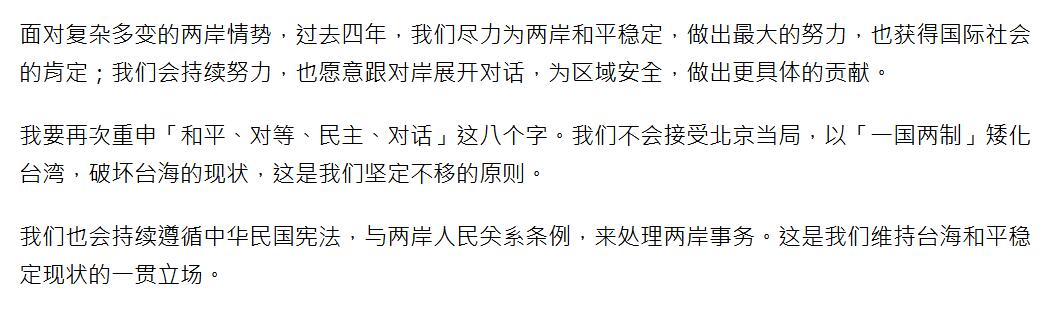 面对复杂多变的两岸情势，过去四年，我们尽力为两岸和平稳定，做出最大的努力，也获得国际社会
的肯定；我们会持续努力，也愿意跟对岸展开对话，为区域安全，做出更具体的贡献。
我要再次重申「和平、对等、民主、对话」这八个字。我们不会接受北京当局，以「一国两制」矮化
台湾，破坏台海的现状，这是我们坚定不移的原则。
我们也会持续遵循中华民国宪法，与两岸人民关系条例，来处理两岸事务。这是我们维持台海和平稳
定现状的一贯立场。